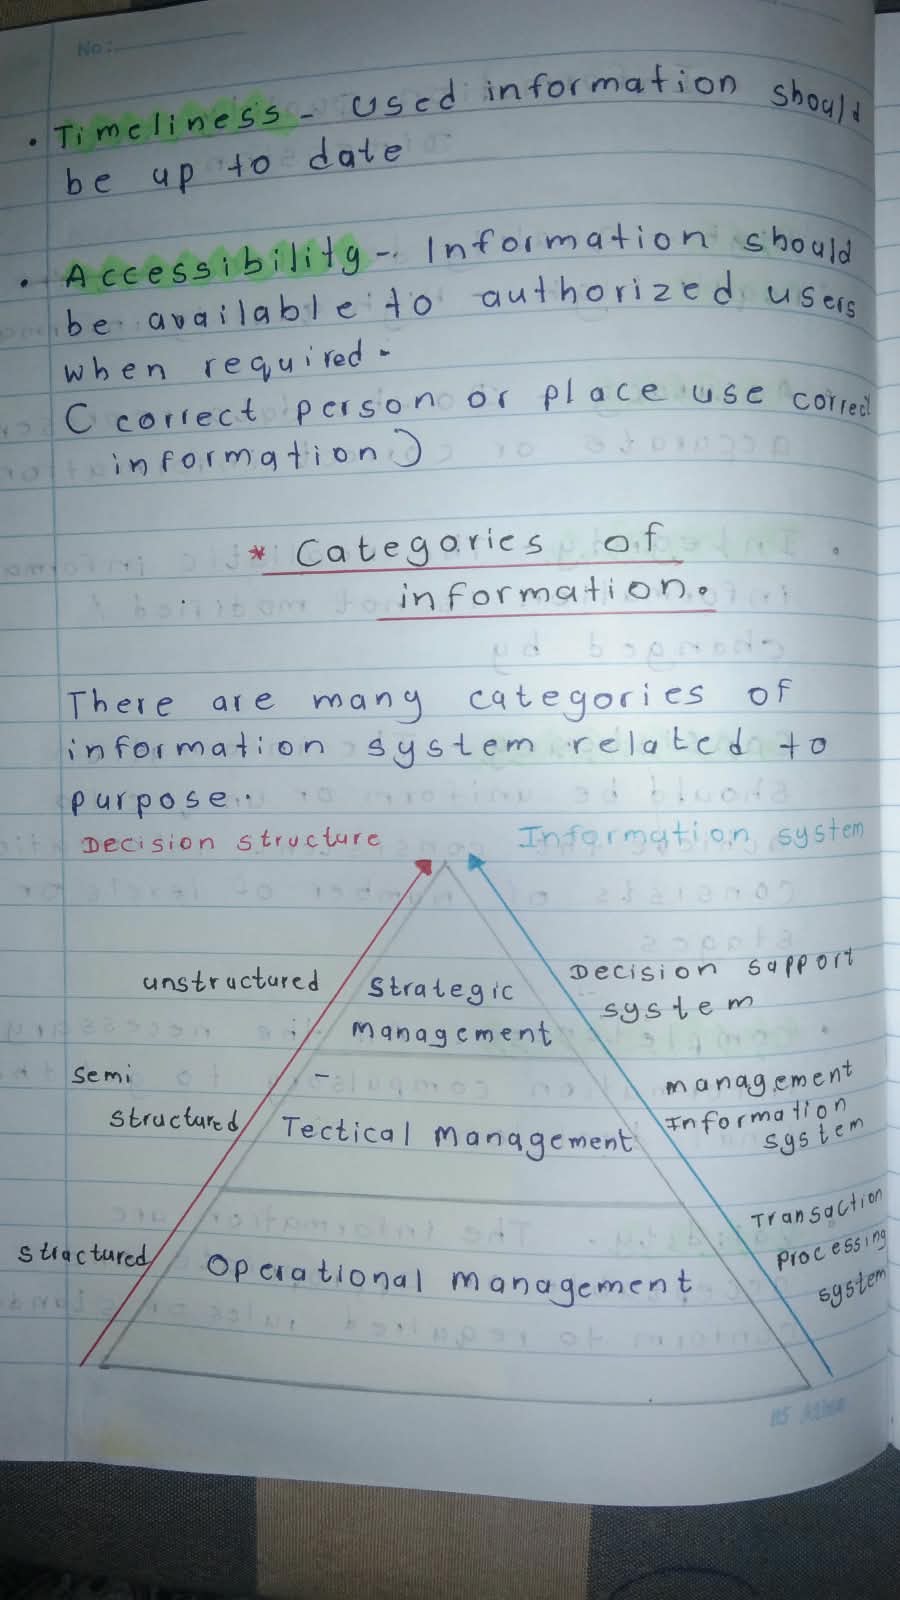 No:
• Timeliness - Used information should
be up to date
• Accessibility - Information should
be available to authorized users
when required.
( correct person or place use correct
information)
* Categories of
information.
There are many categories of
information system related to
purpose.
Decision structure
Information system
unstructured
Strategic
management
Decision support
system
Semi
structured
Tectical management
management
Information
system
Structured
Operational management
Transaction
processing
system